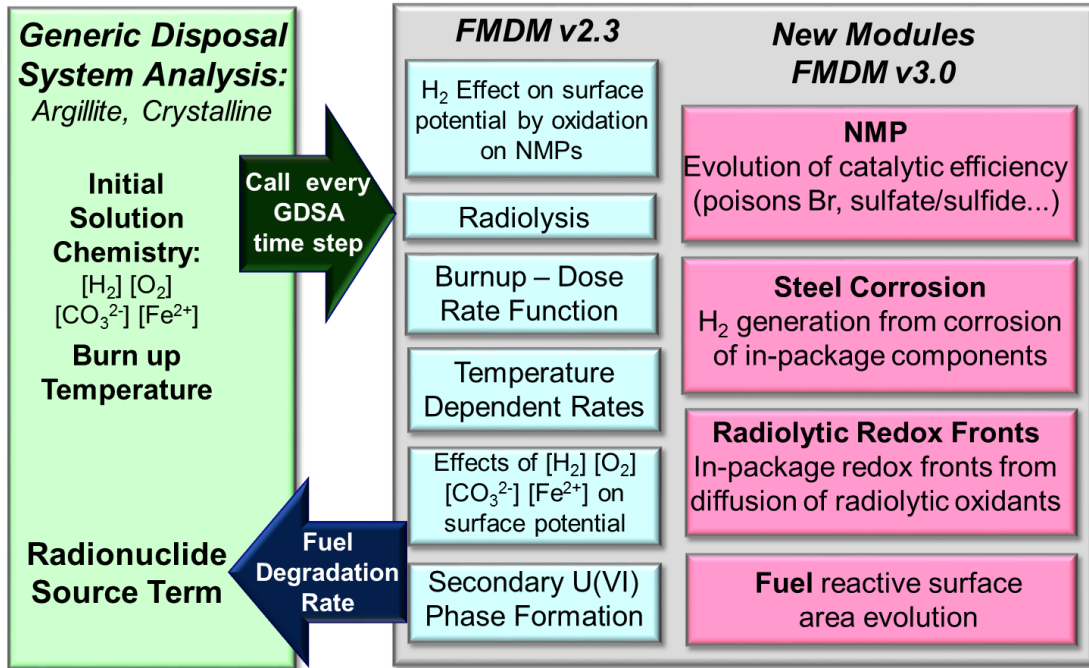 Generic Disposal
System Analysis:
Argillite, Crystalline
Initial
Solution
Chemistry:
[H₂] [O₂]
[CO₃²⁻] [Fe²⁺]
Burn up
Temperature
Radionuclide
Source Term
Call every
GDSA
time step
Fuel
Degradation
Rate
FMDM v2.3
H₂ Effect on surface
potential by oxidation
on NMPs
Radiolysis
Burnup – Dose
Rate Function
Temperature
Dependent Rates
Effects of [H₂] [O₂]
[CO₃²⁻] [Fe²⁺] on
surface potential
Secondary U(VI)
Phase Formation
New Modules
FMDM v3.0
NMP
Evolution of catalytic efficiency
(poisons Br, sulfate/sulfide...)
Steel Corrosion
H₂ generation from corrosion
of in-package components
Radiolytic Redox Fronts
In-package redox fronts from
diffusion of radiolytic oxidants
Fuel reactive surface
area evolution